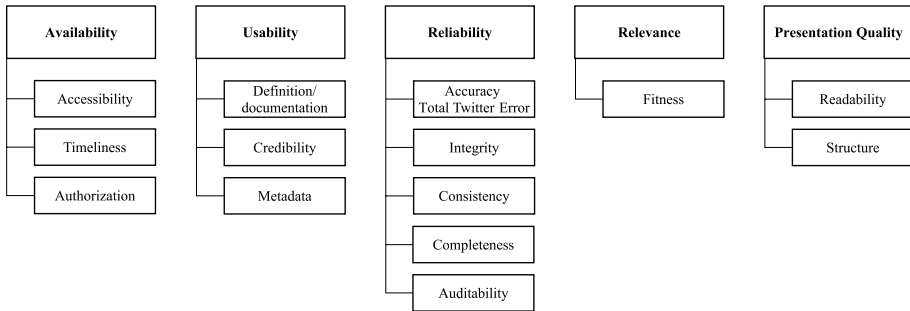 Availability
Accessibility
Timeliness
Authorization
Usability
Definition/
documentation
Credibility
Metadata
Reliability
Accuracy
Total Twitter Error
Integrity
Consistency
Completeness
Auditability
Relevance
Fitness
Presentation Quality
Readability
Structure